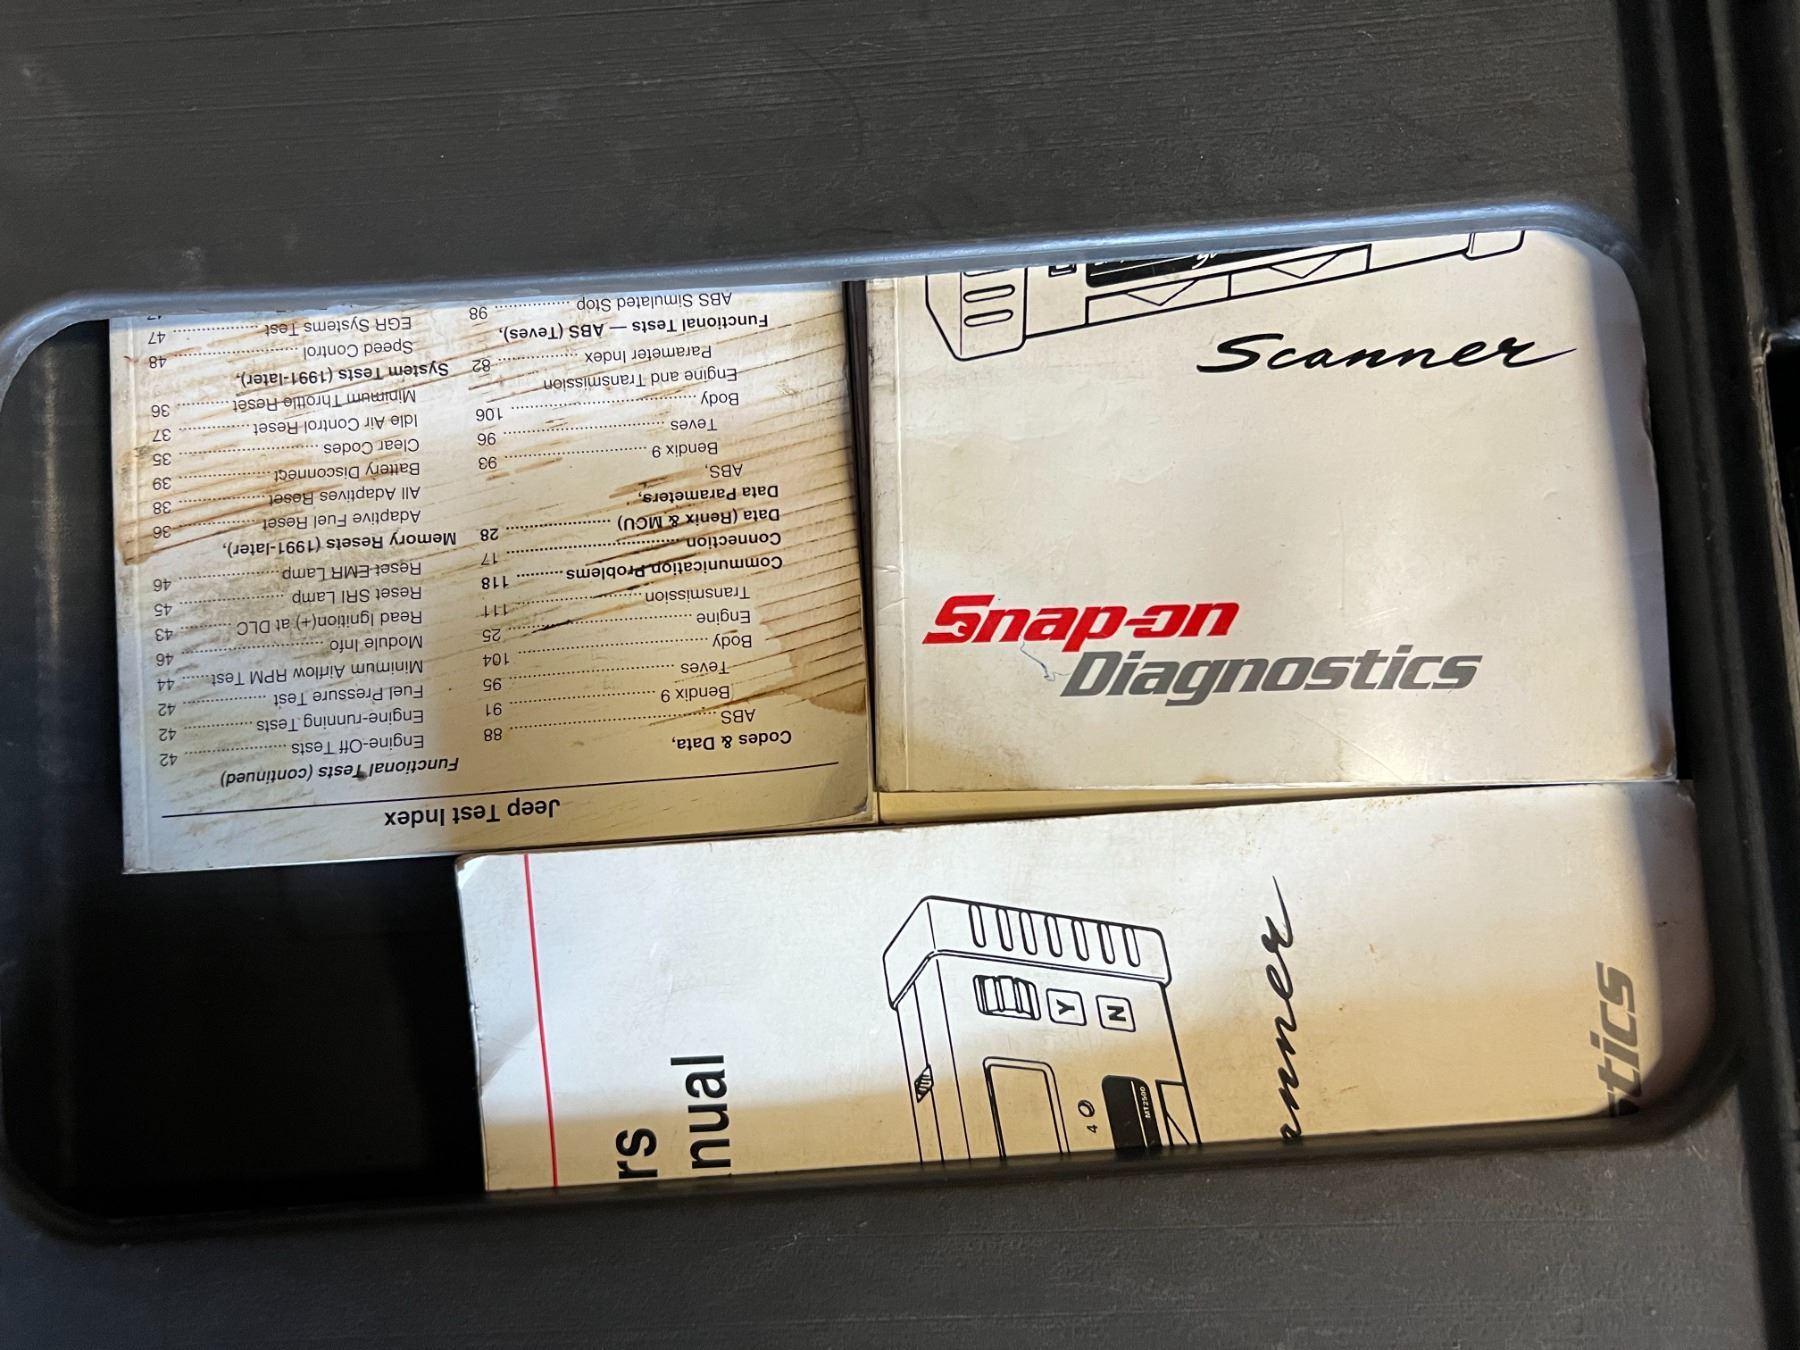 Jeep Test Index
Codes & Data,
ABS ........ 88
Bendix 9 ........ 91
Teves ........ 95
Body ........ 104
Engine ........ 25
Transmission ........ 111
Communication Problems ........ 118
Connection ........ 17
Data (Renix & MCU) ........ 28
Data Parameters,
ABS,
Bendix 9 ........ 93
Teves ........ 96
Body ........ 106
Engine and Transmission
Parameter Index ........ 82
Functional Tests — ABS (Teves),
ABS Simulated Stop ........ 98
Functional Tests (continued)
Engine-Off Tests ........ 42
Engine-running Tests ........ 42
Fuel Pressure Test ........ 42
Minimum Airflow RPM Test ........ 44
Module Info ........ 46
Read Ignition(+) at DLC ........ 43
Reset SRI Lamp ........ 45
Reset EMR Lamp ........ 46
Memory Resets (1991-later),
Adaptive Fuel Reset ........ 36
All Adaptives Reset ........ 38
Battery Disconnect ........ 39
Clear Codes ........ 35
Idle Air Control Reset ........ 37
Minimum Throttle Reset ........ 36
System Tests (1991-later),
Speed Control ........ 48
EGR Systems Test ........ 47
Scanner
Snap-on
Diagnostics
rs
nual
Y
N
4
MT2500
anner
stics